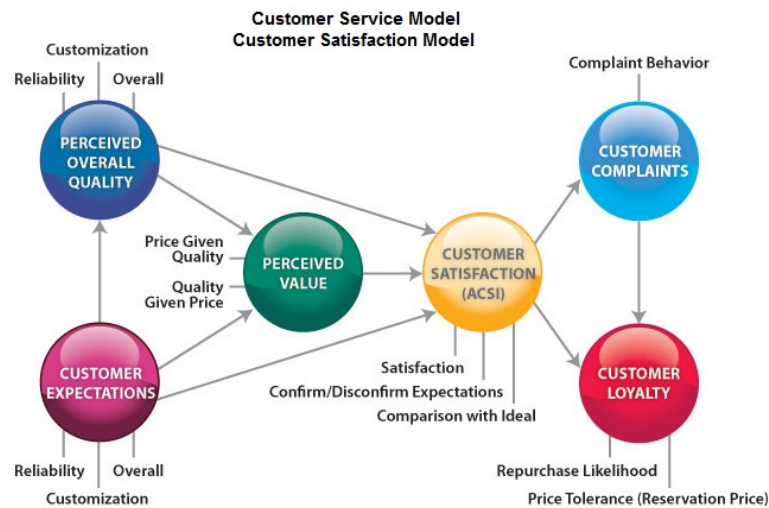 Customer Service Model
Customer Satisfaction Model
Customization
Reliability
Overall
PERCEIVED
OVERALL
QUALITY
Complaint Behavior
CUSTOMER
COMPLAINTS
Price Given
Quality
Quality
Given Price
PERCEIVED
VALUE
CUSTOMER
SATISFACTION
(ACSI)
Satisfaction
Confirm/Disconfirm Expectations
Comparison with Ideal
CUSTOMER
EXPECTATIONS
Reliability
Overall
Customization
CUSTOMER
LOYALTY
Repurchase Likelihood
Price Tolerance (Reservation Price)